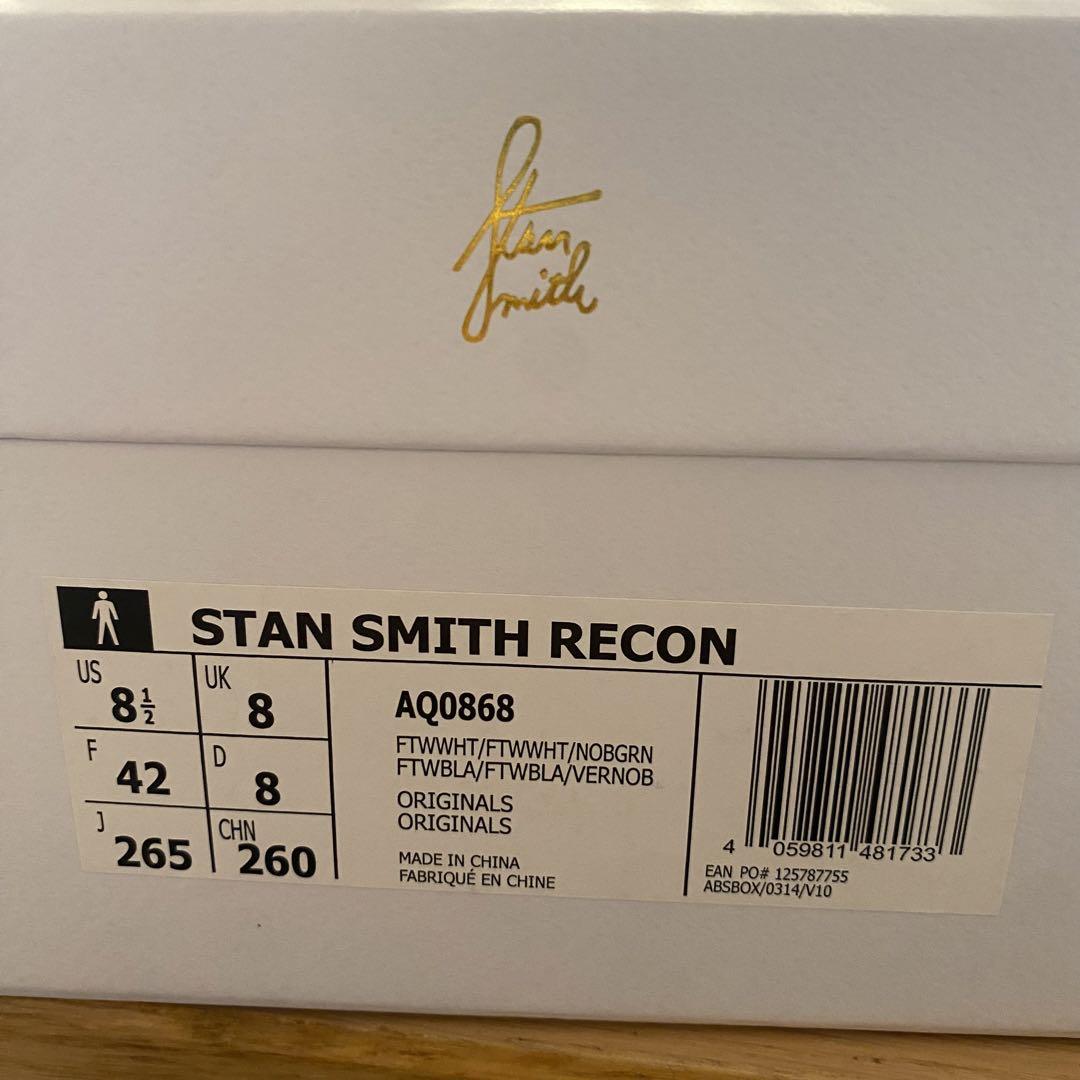 Stan
Smith
STAN SMITH RECON
US 8½
UK 8
F 42
D 8
J 265
CHN 260
AQ0868
FTWWHT/FTWWHT/NOBGRN
FTWBLA/FTWBLA/VERNOB
ORIGINALS
ORIGINALS
MADE IN CHINA
FABRIQUÉ EN CHINE
4 059811 481733
EAN PO# 125787755
ABSBOX/0314/V10